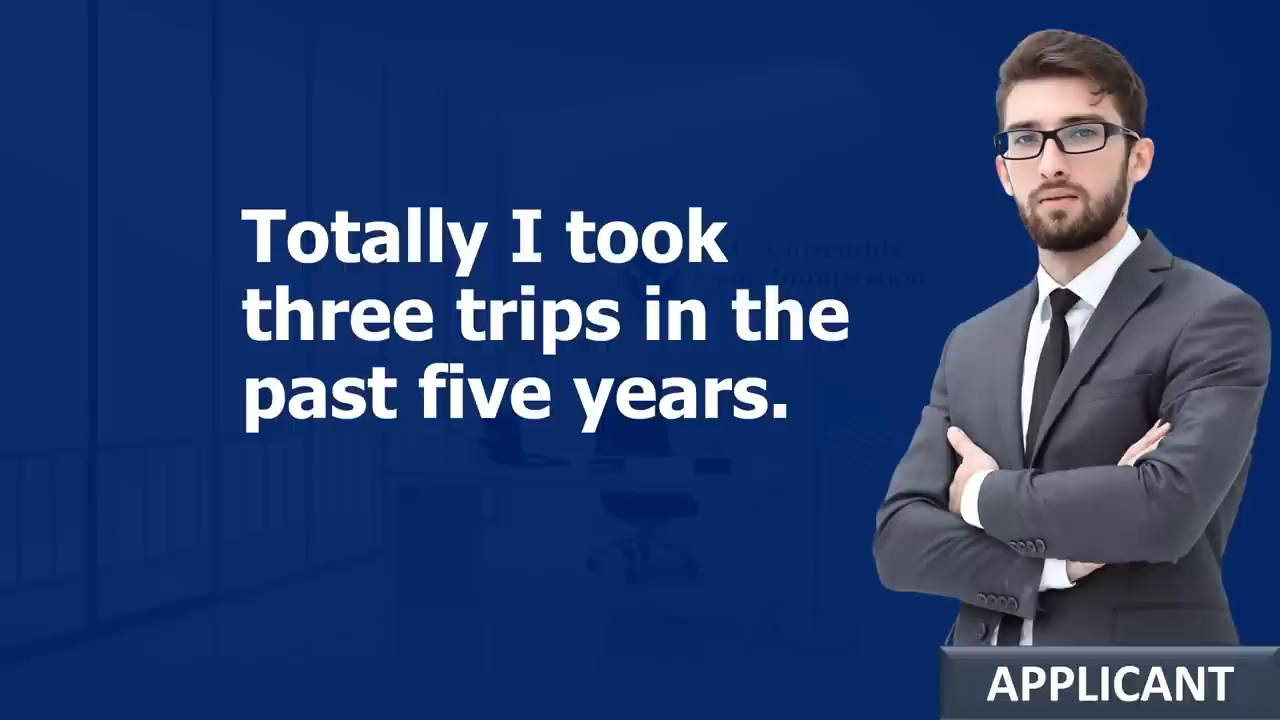 Totally I took
three trips in the
past five years.
APPLICANT